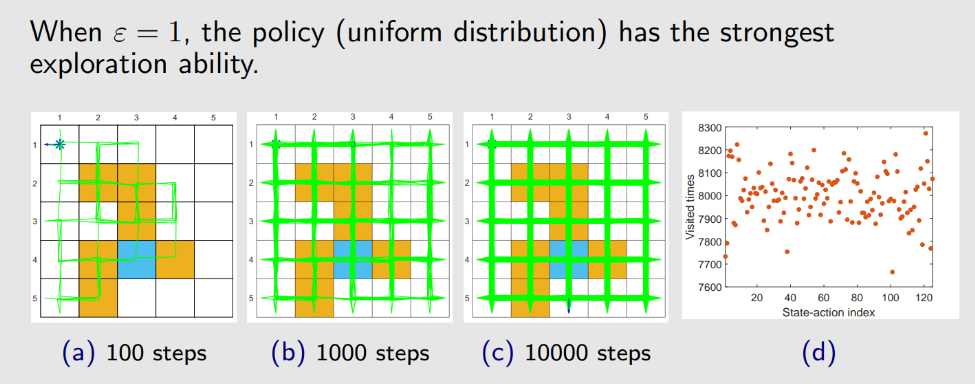 When ε = 1, the policy (uniform distribution) has the strongest
exploration ability.
1 2 3 4 5
1
2
3
4
5
1 2 3 4 5
1
2
3
4
5
1 2 3 4 5
1
2
3
4
5
8300
8200
8100
8000
7900
7800
7700
7600
Visited times
20 40 60 80 100 120
State-action index
(a) 100 steps
(b) 1000 steps
(c) 10000 steps
(d)